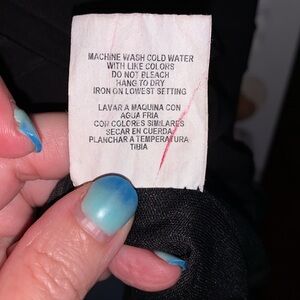 MACHINE WASH COLD WATER
WITH LIKE COLORS
DO NOT BLEACH
HANG TO DRY
IRON ON LOWEST SETTING
LAVAR A MAQUINA CON
AGUA FRIA
CON COLORES SIMILARES
SECAR EN CUERDA
PLANCHAR A TEMPERATURA
TIBIA